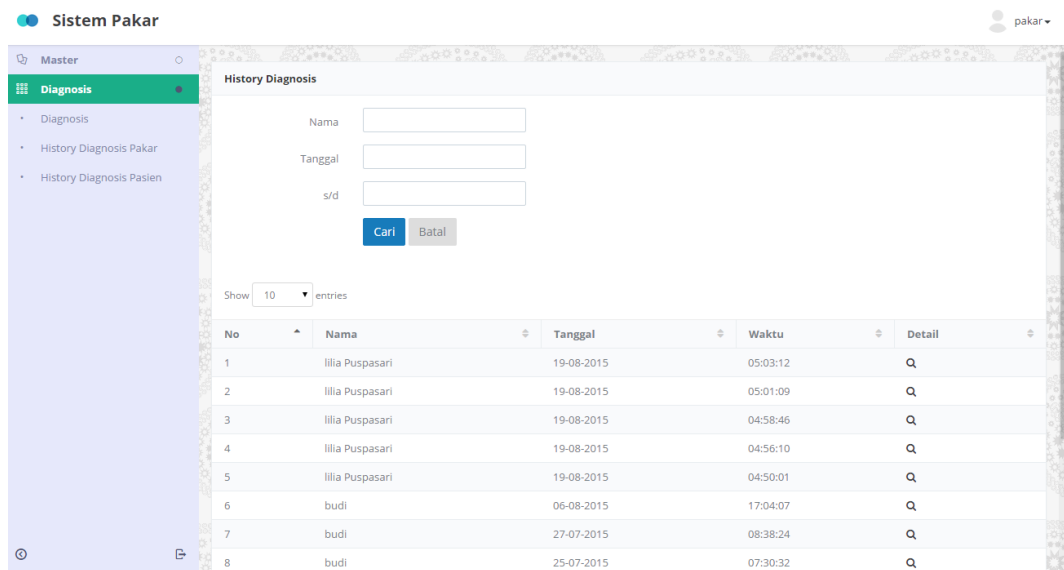 Sistem Pakar
pakar
Master
Diagnosis
Diagnosis
History Diagnosis Pakar
History Diagnosis Pasien
History Diagnosis
Nama
Tanggal
s/d
Cari Batal
Show 10 entries
No Nama Tanggal Waktu Detail
1 lilia Puspasari 19-08-2015 05:03:12
2 lilia Puspasari 19-08-2015 05:01:09
3 lilia Puspasari 19-08-2015 04:58:46
4 lilia Puspasari 19-08-2015 04:56:10
5 lilia Puspasari 19-08-2015 04:50:01
6 budi 06-08-2015 17:04:07
7 budi 27-07-2015 08:38:24
8 budi 25-07-2015 07:30:32